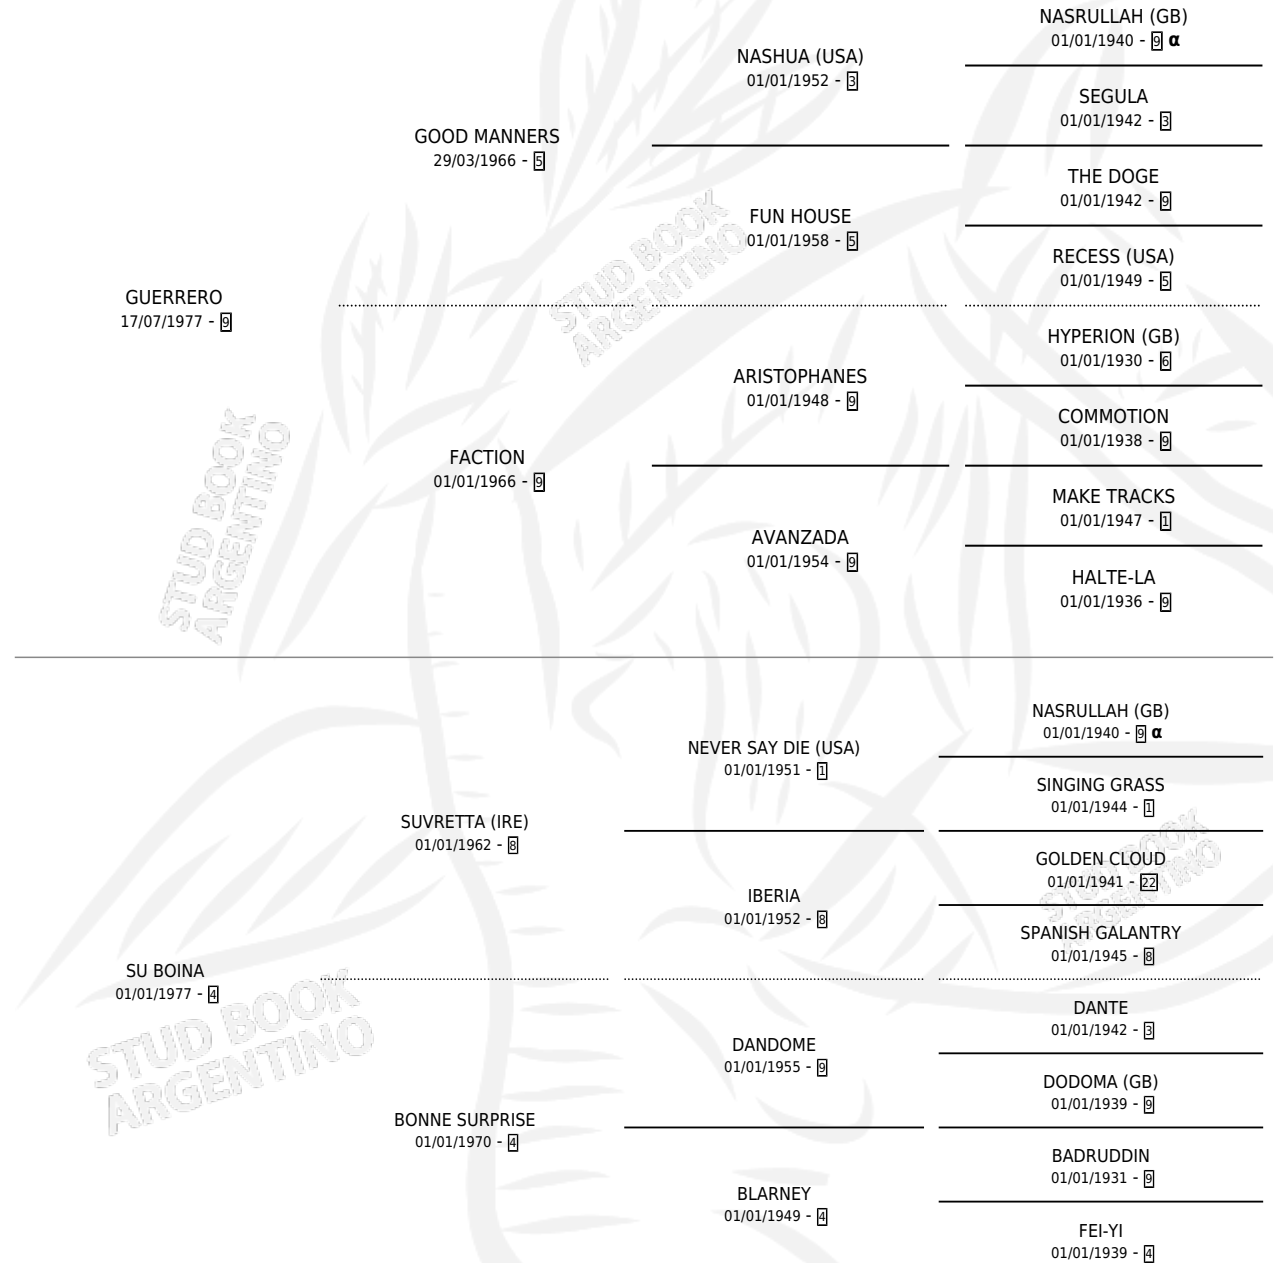 NASRULLAH (GB)
01/01/1940 - 9 α
NASHUA (USA)
01/01/1952 - 3
SEGULA
01/01/1942 - 3
GOOD MANNERS
29/03/1966 - 5
THE DOGE
01/01/1942 - 9
FUN HOUSE
01/01/1958 - 5
RECESS (USA)
01/01/1949 - 5
STUD BOOK
ARGENTINO
GUERRERO
17/07/1977 - 9
HYPERION (GB)
01/01/1930 - 6
ARISTOPHANES
01/01/1948 - 9
COMMOTION
01/01/1938 - 9
FACTION
01/01/1966 - 9
MAKE TRACKS
01/01/1947 - 1
AVANZADA
01/01/1954 - 9
HALTE-LA
01/01/1936 - 9
STUD BOOK
ARGENTINO
NASRULLAH (GB)
01/01/1940 - 9 α
NEVER SAY DIE (USA)
01/01/1951 - 1
SINGING GRASS
01/01/1944 - 1
SUVRETTA (IRE)
01/01/1962 - 8
GOLDEN CLOUD
01/01/1941 - 22
IBERIA
01/01/1952 - 8
SPANISH GALANTRY
01/01/1945 - 8
STUD BOOK
ARGENTINO
SU BOINA
01/01/1977 - 4
DANTE
01/01/1942 - 3
DANDOME
01/01/1955 - 9
DODOMA (GB)
01/01/1939 - 9
STUD BOOK
ARGENTINO
BONNE SURPRISE
01/01/1970 - 4
BADRUDDIN
01/01/1931 - 9
BLARNEY
01/01/1949 - 4
FEI-YI
01/01/1939 - 4